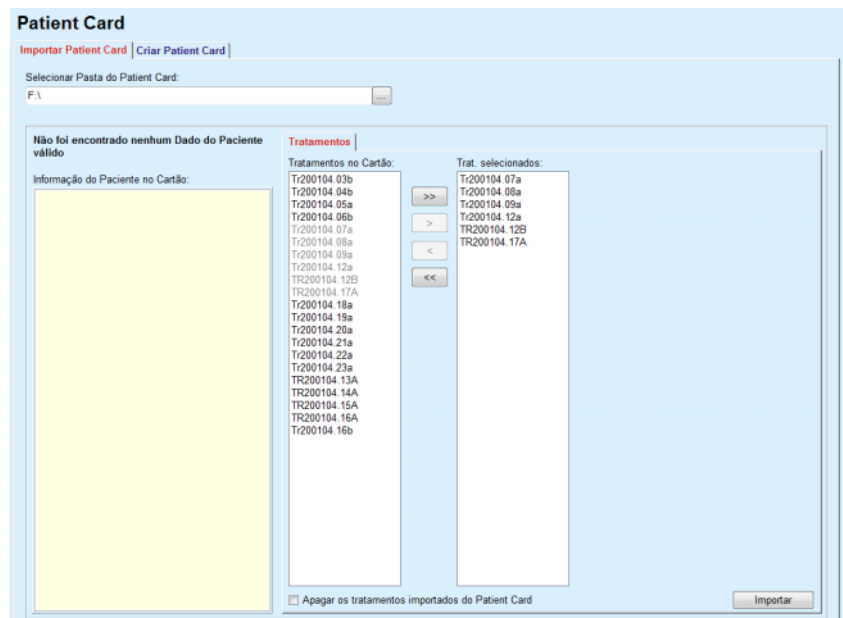 Patient Card
Importar Patient Card
Criar Patient Card
Selecionar Pasta do Patient Card:
F:\
...
Não foi encontrado nenhum Dado do Paciente
válido
Informação do Paciente no Cartão:
Tratamentos
Tratamentos no Cartão:
Tr200104.03b
Tr200104.04b
Tr200104.05a
Tr200104.06b
Tr200104.07a
Tr200104.08a
Tr200104.09a
Tr200104.12a
TR200104.12B
TR200104.17A
Tr200104.18a
Tr200104.19a
Tr200104.20a
Tr200104.21a
Tr200104.22a
Tr200104.23a
TR200104.13A
TR200104.14A
TR200104.15A
TR200104.16A
Tr200104.16b
>>
>
<
<<
Trat. selecionados:
Tr200104.07a
Tr200104.08a
Tr200104.09a
Tr200104.12a
TR200104.12B
TR200104.17A
Apagar os tratamentos importados do Patient Card
Importar